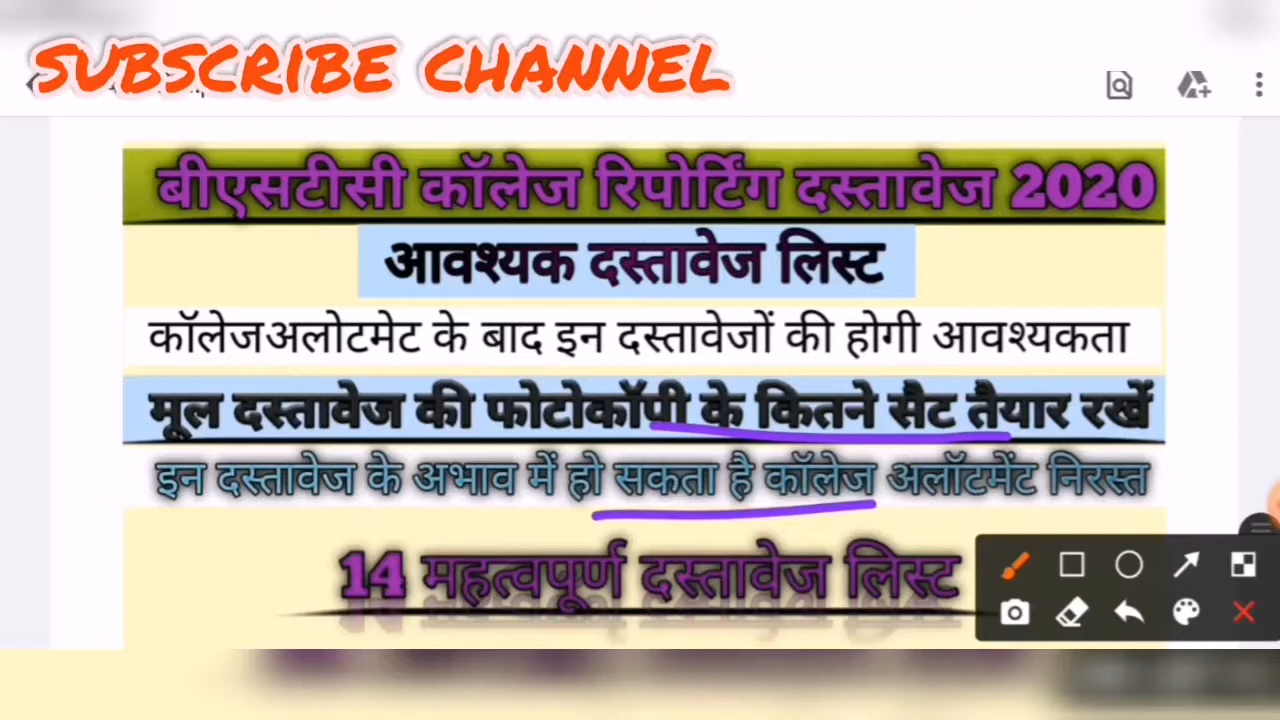 SUBSCRIBE CHANNEL
बीएसटीसी कॉलेज रिपोर्टिंग दस्तावेज 2020
आवश्यक दस्तावेज लिस्ट
कॉलेजअलोटमेट के बाद इन दस्तावेजों की होगी आवश्यकता
मूल दस्तावेज की फोटोकॉपी के कितने सैट तैयार रखें
इन दस्तावेज के अभाव में हो सकता है कॉलेज अलॉटमेंट निरस्त
14 महत्वपूर्ण दस्तावेज लिस्ट